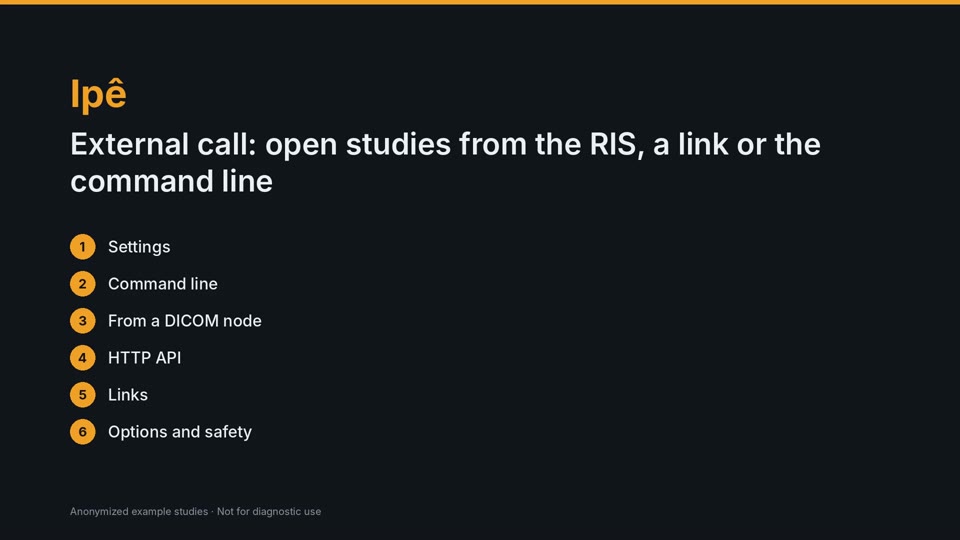 Ipê
External call: open studies from the RIS, a link or the
command line
1 Settings
2 Command line
3 From a DICOM node
4 HTTP API
5 Links
6 Options and safety
Anonymized example studies · Not for diagnostic use